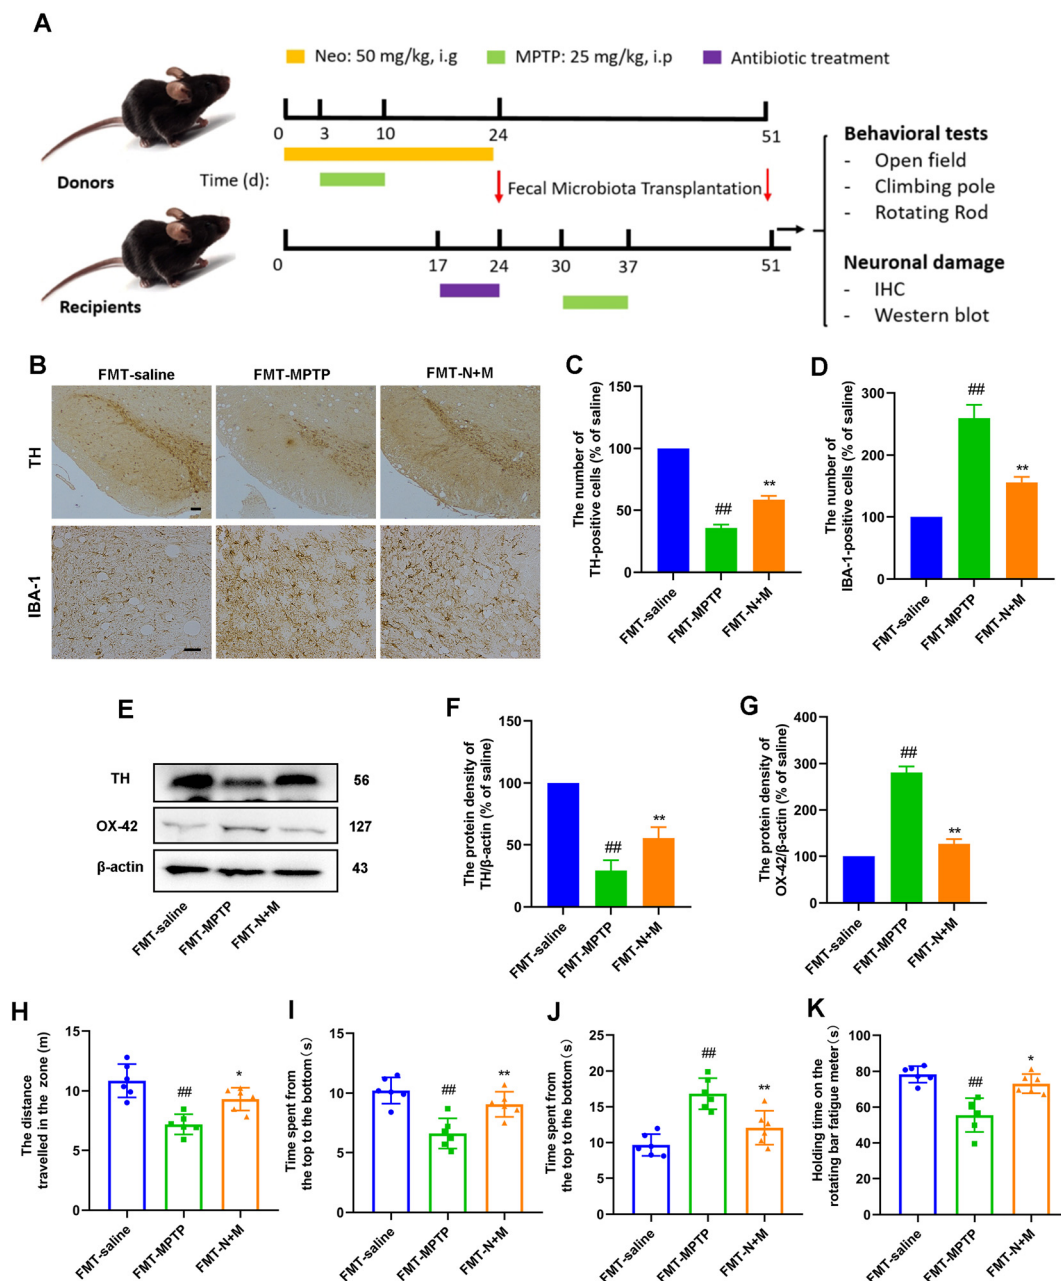 A
Neo: 50 mg/kg, i.g
MPTP: 25 mg/kg, i.p
Antibiotic treatment
0
3
10
24
51
Donors
Time (d):
Fecal Microbiota Transplantation
0
17
24
30
37
51
Recipients
Behavioral tests
- Open field
- Climbing pole
- Rotating Rod
Neuronal damage
- IHC
- Western blot
B
FMT-saline
FMT-MPTP
FMT-N+M
TH
IBA-1
C
The number of
TH-positive cells (% of saline)
150
100
50
0
##
**
FMT-saline
FMT-MPTP
FMT-N+M
D
The number of
IBA-1-positive cells (% of saline)
300
200
100
0
##
**
FMT-saline
FMT-MPTP
FMT-N+M
E
TH
56
OX-42
127
β-actin
43
FMT-saline
FMT-MPTP
FMT-N+M
F
The protein density of
TH/β-actin (% of saline)
150
100
50
0
##
**
FMT-saline
FMT-MPTP
FMT-N+M
G
The protein density of
OX-42/β-actin (% of saline)
400
300
200
100
0
##
**
FMT-saline
FMT-MPTP
FMT-N+M
H
The distance
travelled in the zone (m)
15
10
5
0
##
*
FMT-saline
FMT-MPTP
FMT-N+M
I
Time spent from
the top to the bottom (s)
15
10
5
0
##
**
FMT-saline
FMT-MPTP
FMT-N+M
J
Time spent from
the top to the bottom (s)
25
20
15
10
5
0
##
**
FMT-saline
FMT-MPTP
FMT-N+M
K
Holding time on the
rotating bar fatigue meter (s)
100
80
60
40
20
0
##
*
FMT-saline
FMT-MPTP
FMT-N+M